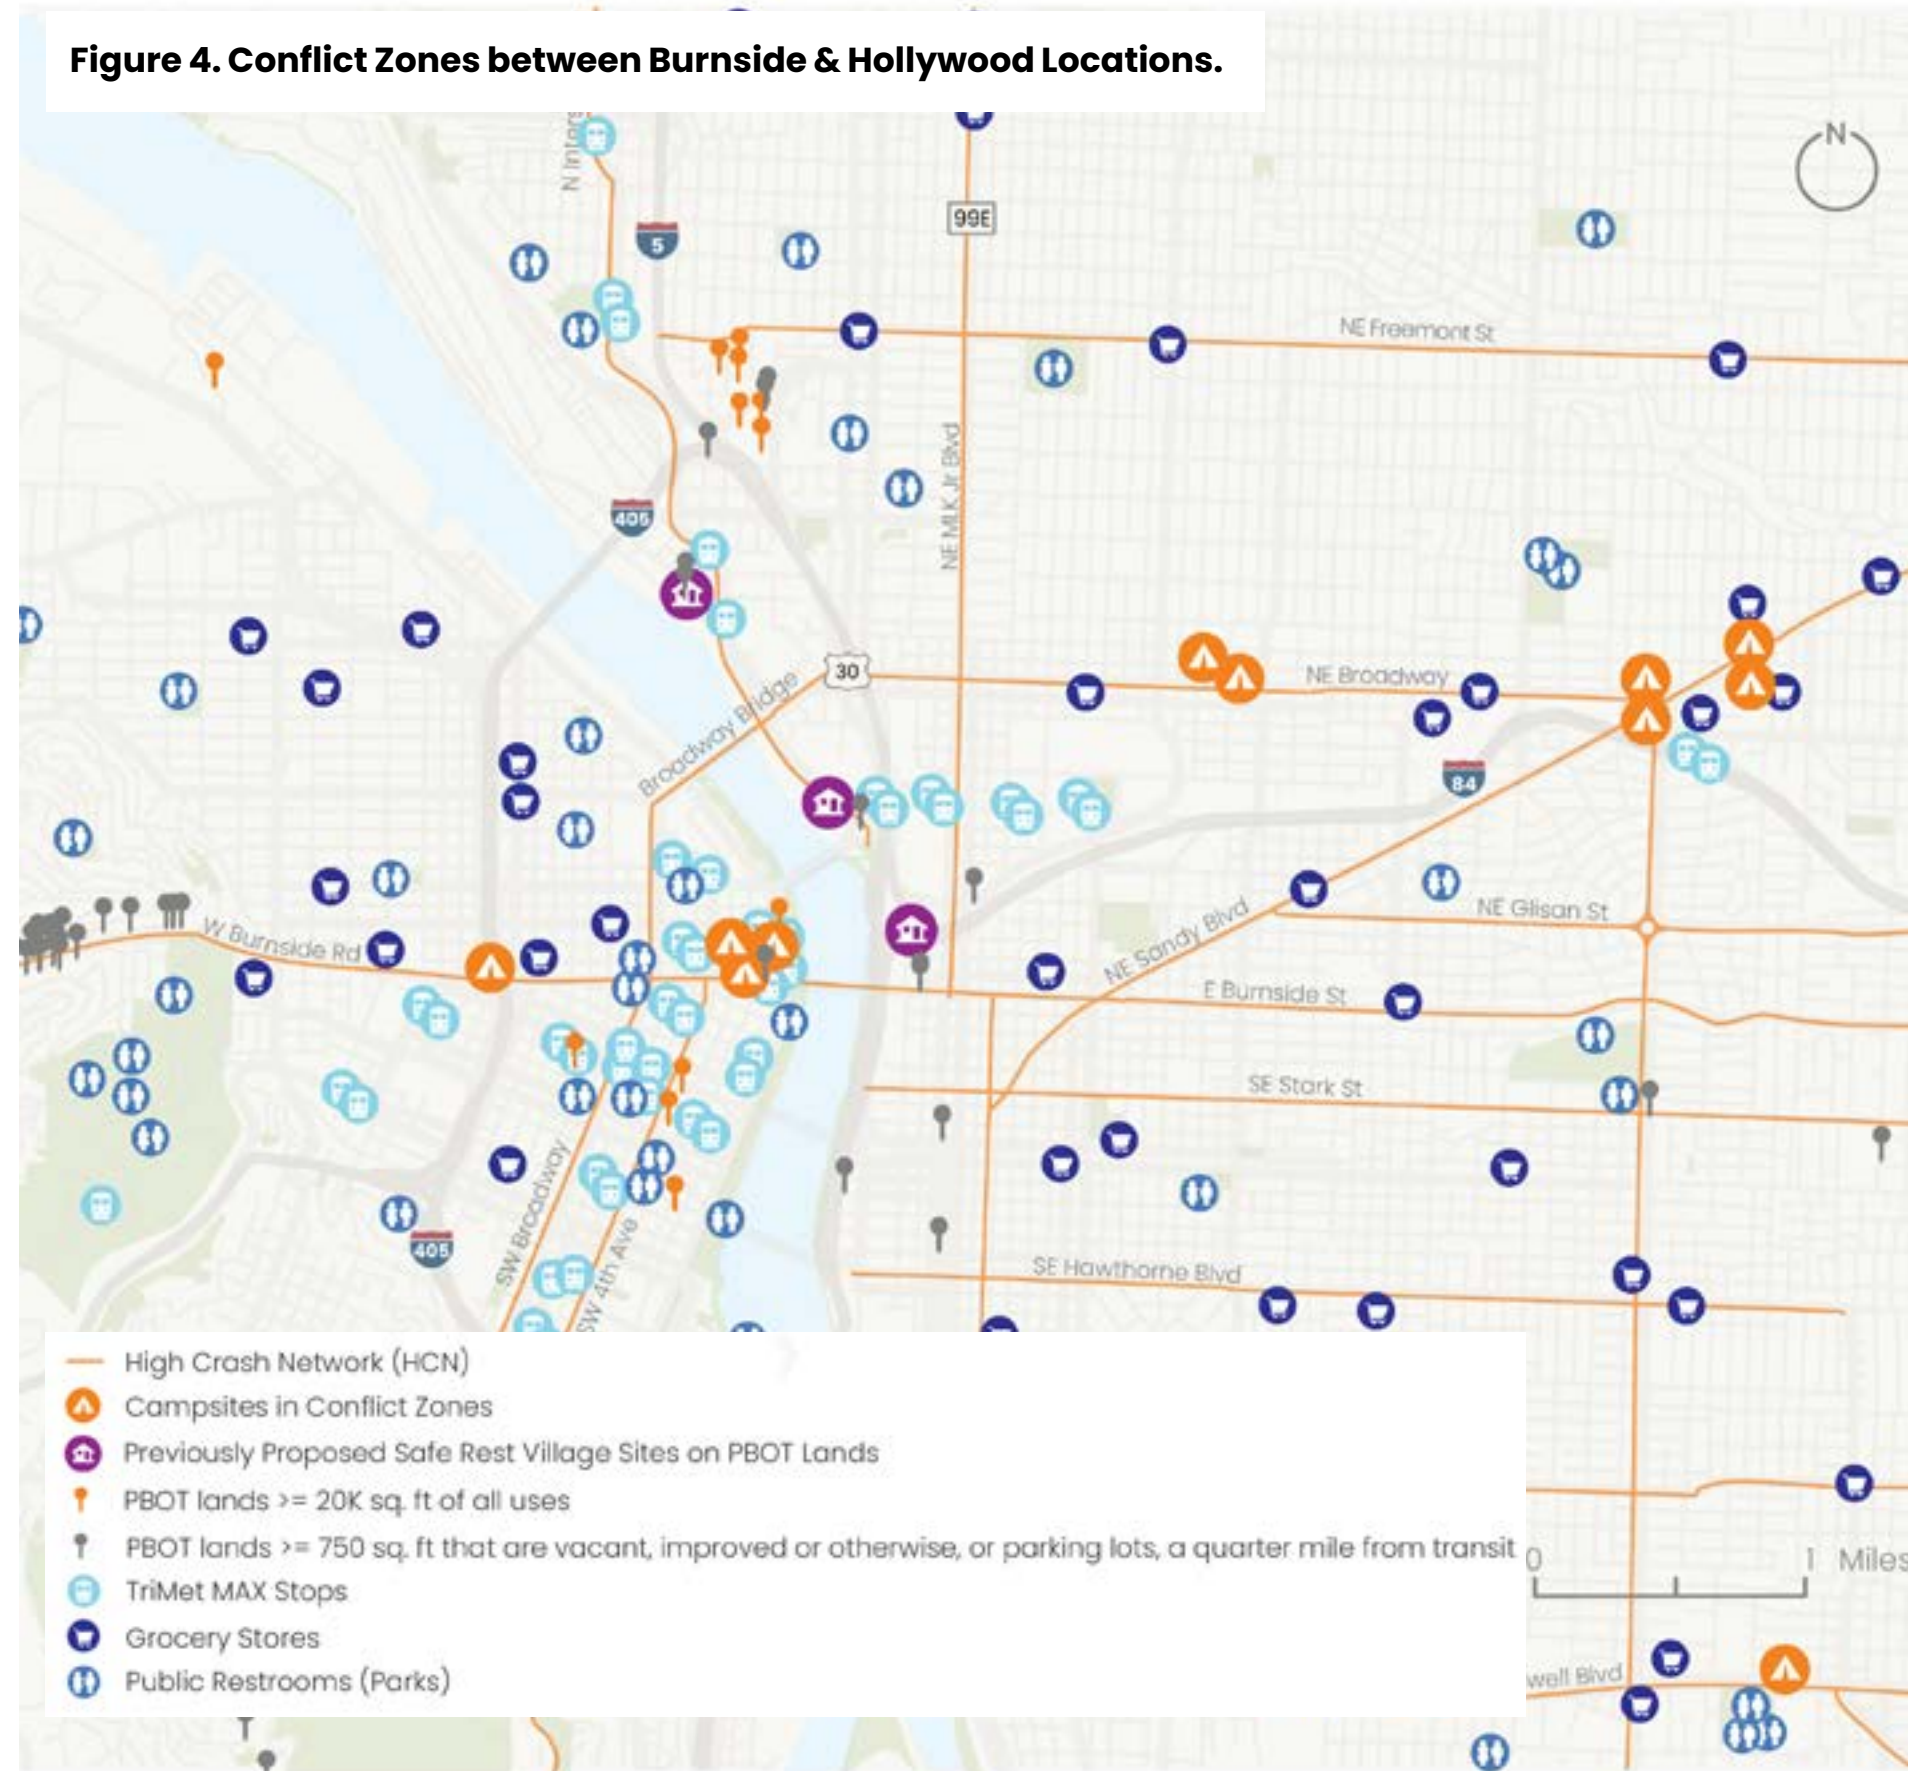 Figure 4. Conflict Zones between Burnside & Hollywood Locations.
N Inters
N
5
99E
NE Freemont St
NE MLK Jr Blvd
405
30
NE Broadway
Broadway Bridge
84
W Burnside Rd
NE Sandy Blvd
NE Glisan St
E Burnside St
SE Stark St
SW Broadway
405
SW 4th Ave
SE Hawthorne Blvd
High Crash Network (HCN)
Campsites in Conflict Zones
Previously Proposed Safe Rest Village Sites on PBOT Lands
PBOT lands >= 20K sq. ft of all uses
PBOT lands >= 750 sq. ft that are vacant, improved or otherwise, or parking lots, a quarter mile from transit
0 1 Miles
TriMet MAX Stops
Grocery Stores
Public Restrooms (Parks)
well Blvd